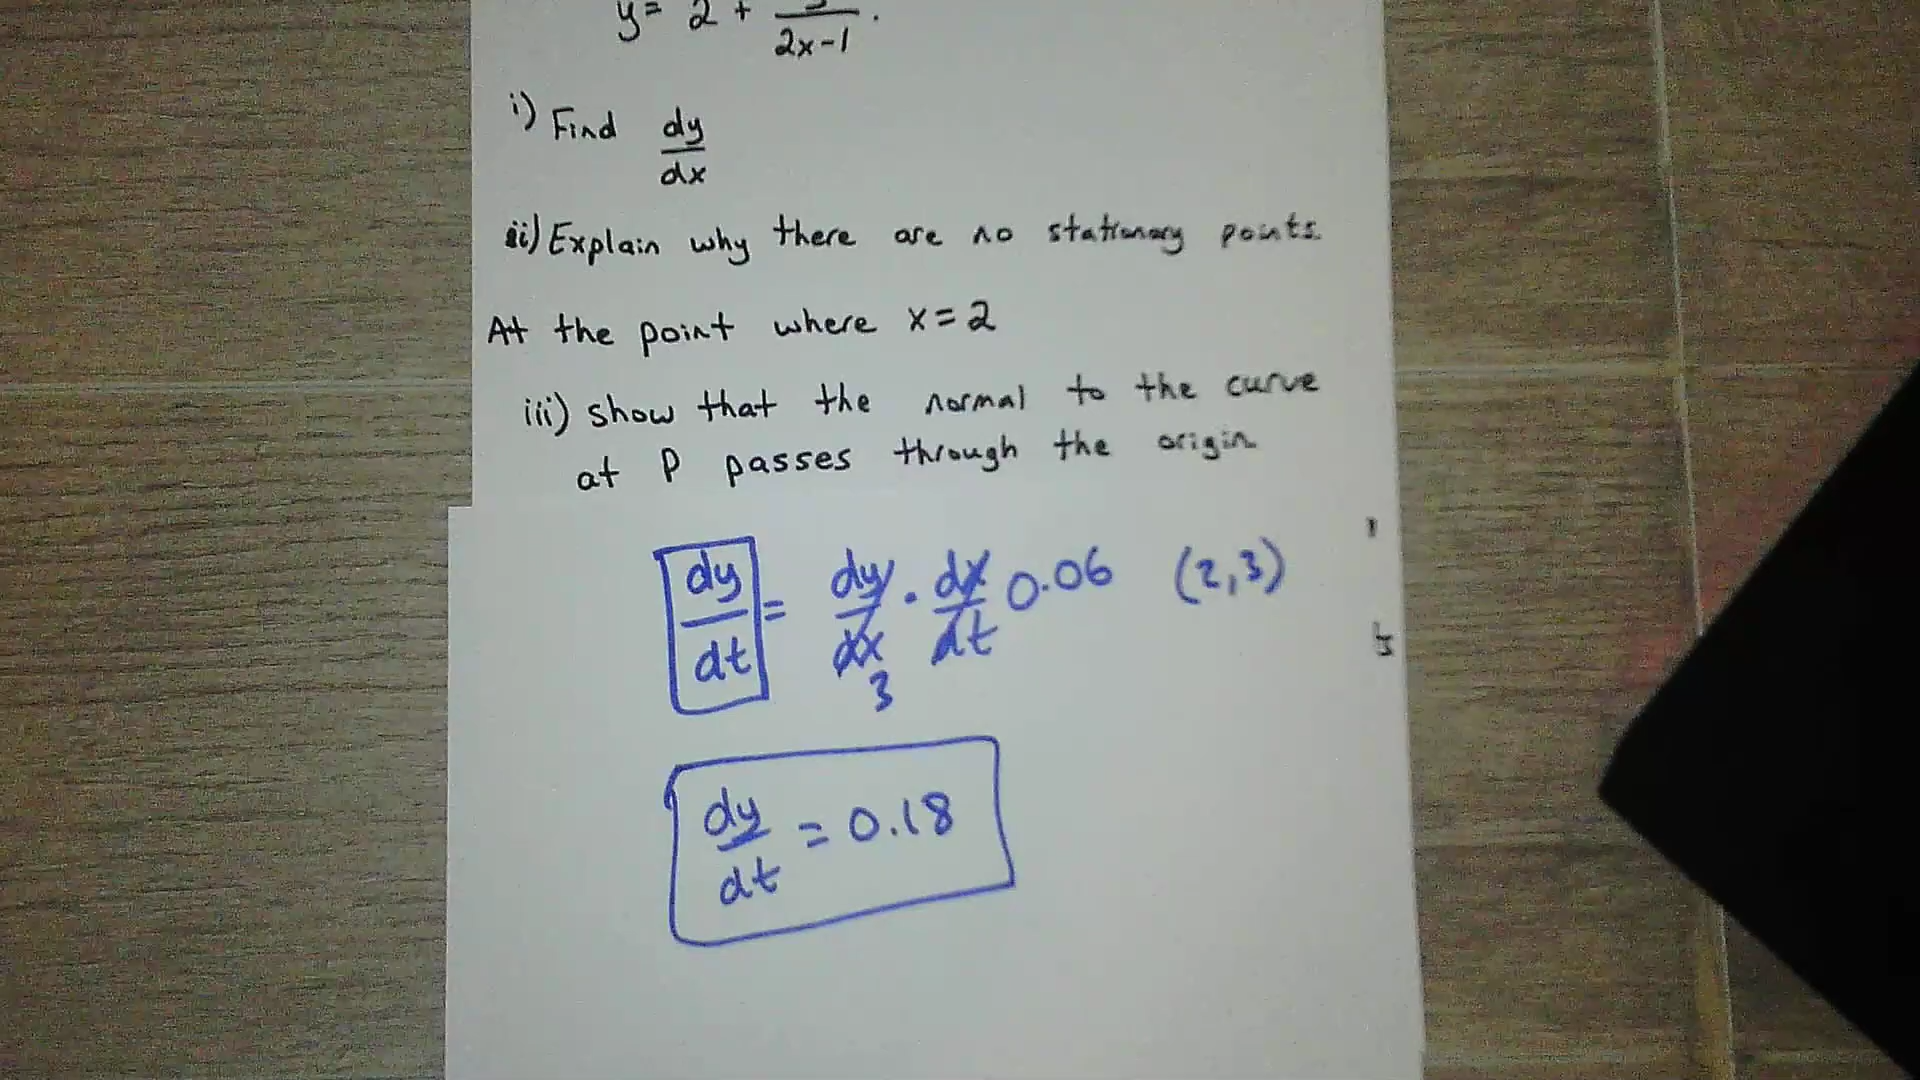 y = 2 + —
2x-1 .
i) Find dy
dx
ii) Explain why there are no stationary points.
At the point where x = 2
iii) show that the normal to the curve
at P passes through the origin
dy = dy · dx 0.06 (2,3)
dt dx dt
3
dy = 0.18
dt